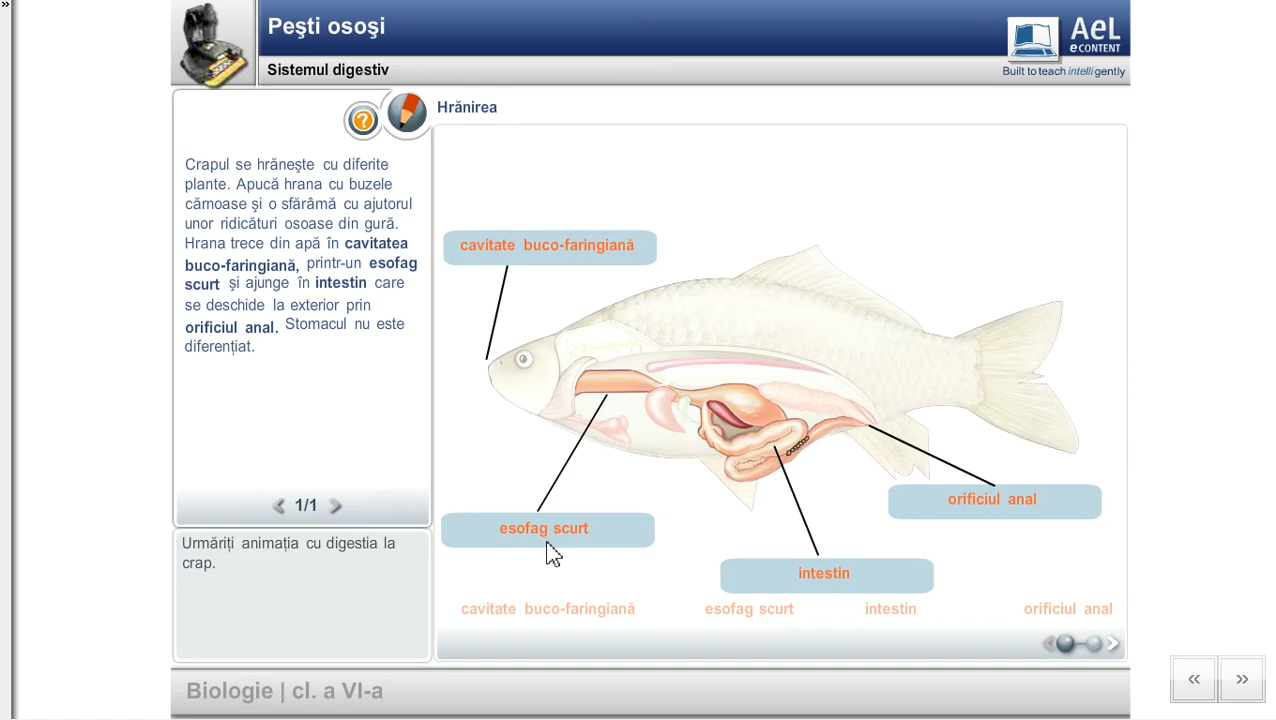 »
Peşti osoşi
AeL
eCONTENT
Sistemul digestiv
Built to teach intelligently
Hrănirea
Crapul se hrăneşte cu diferite
plante. Apucă hrana cu buzele
cărnoase şi o sfărâmă cu ajutorul
unor ridicături osoase din gură.
Hrana trece din apă în cavitatea
buco-faringiană, printr-un esofag
scurt şi ajunge în intestin care
se deschide la exterior prin
orificiul anal. Stomacul nu este
diferenţiat.
1/1
Urmăriţi animaţia cu digestia la
crap.
cavitate buco-faringiană
esofag scurt
intestin
orificiul anal
cavitate buco-faringiană esofag scurt intestin orificiul anal
Biologie | cl. a VI-a
« »